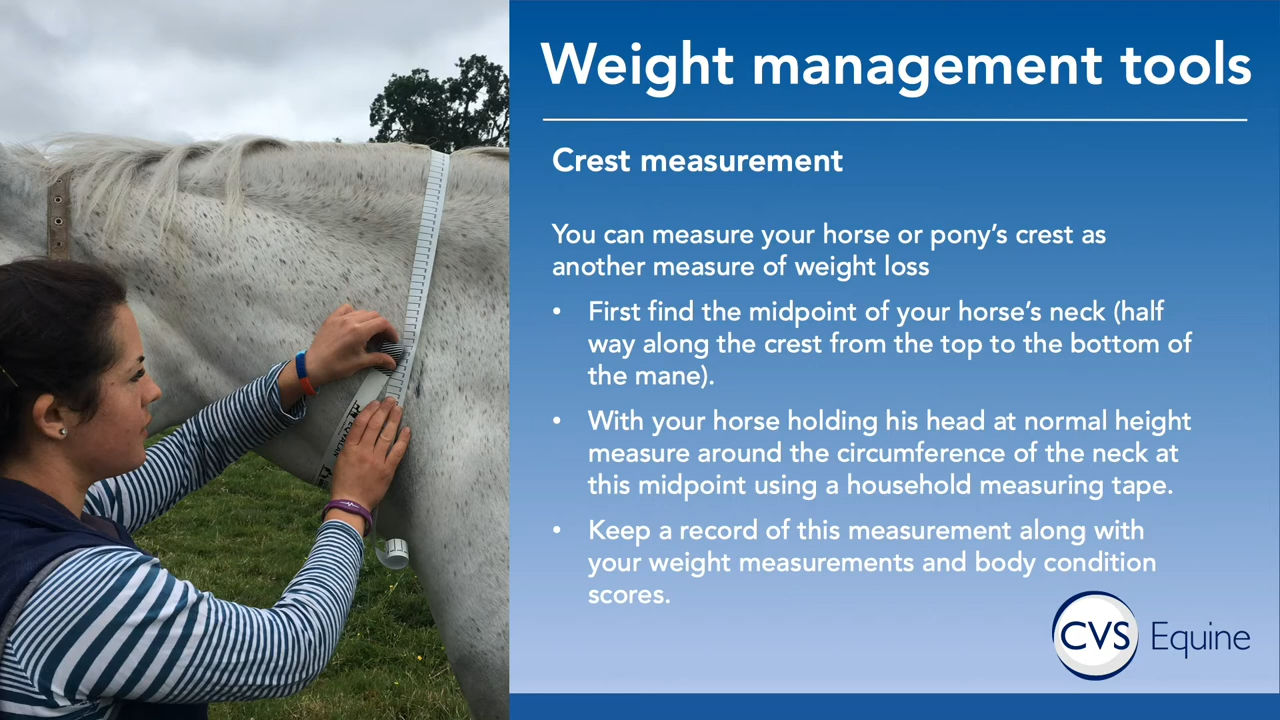 Weight management tools
Crest measurement
You can measure your horse or pony's crest as
another measure of weight loss
• First find the midpoint of your horse's neck (half
way along the crest from the top to the bottom of
the mane).
• With your horse holding his head at normal height
measure around the circumference of the neck at
this midpoint using a household measuring tape.
• Keep a record of this measurement along with
your weight measurements and body condition
scores.
CVS Equine